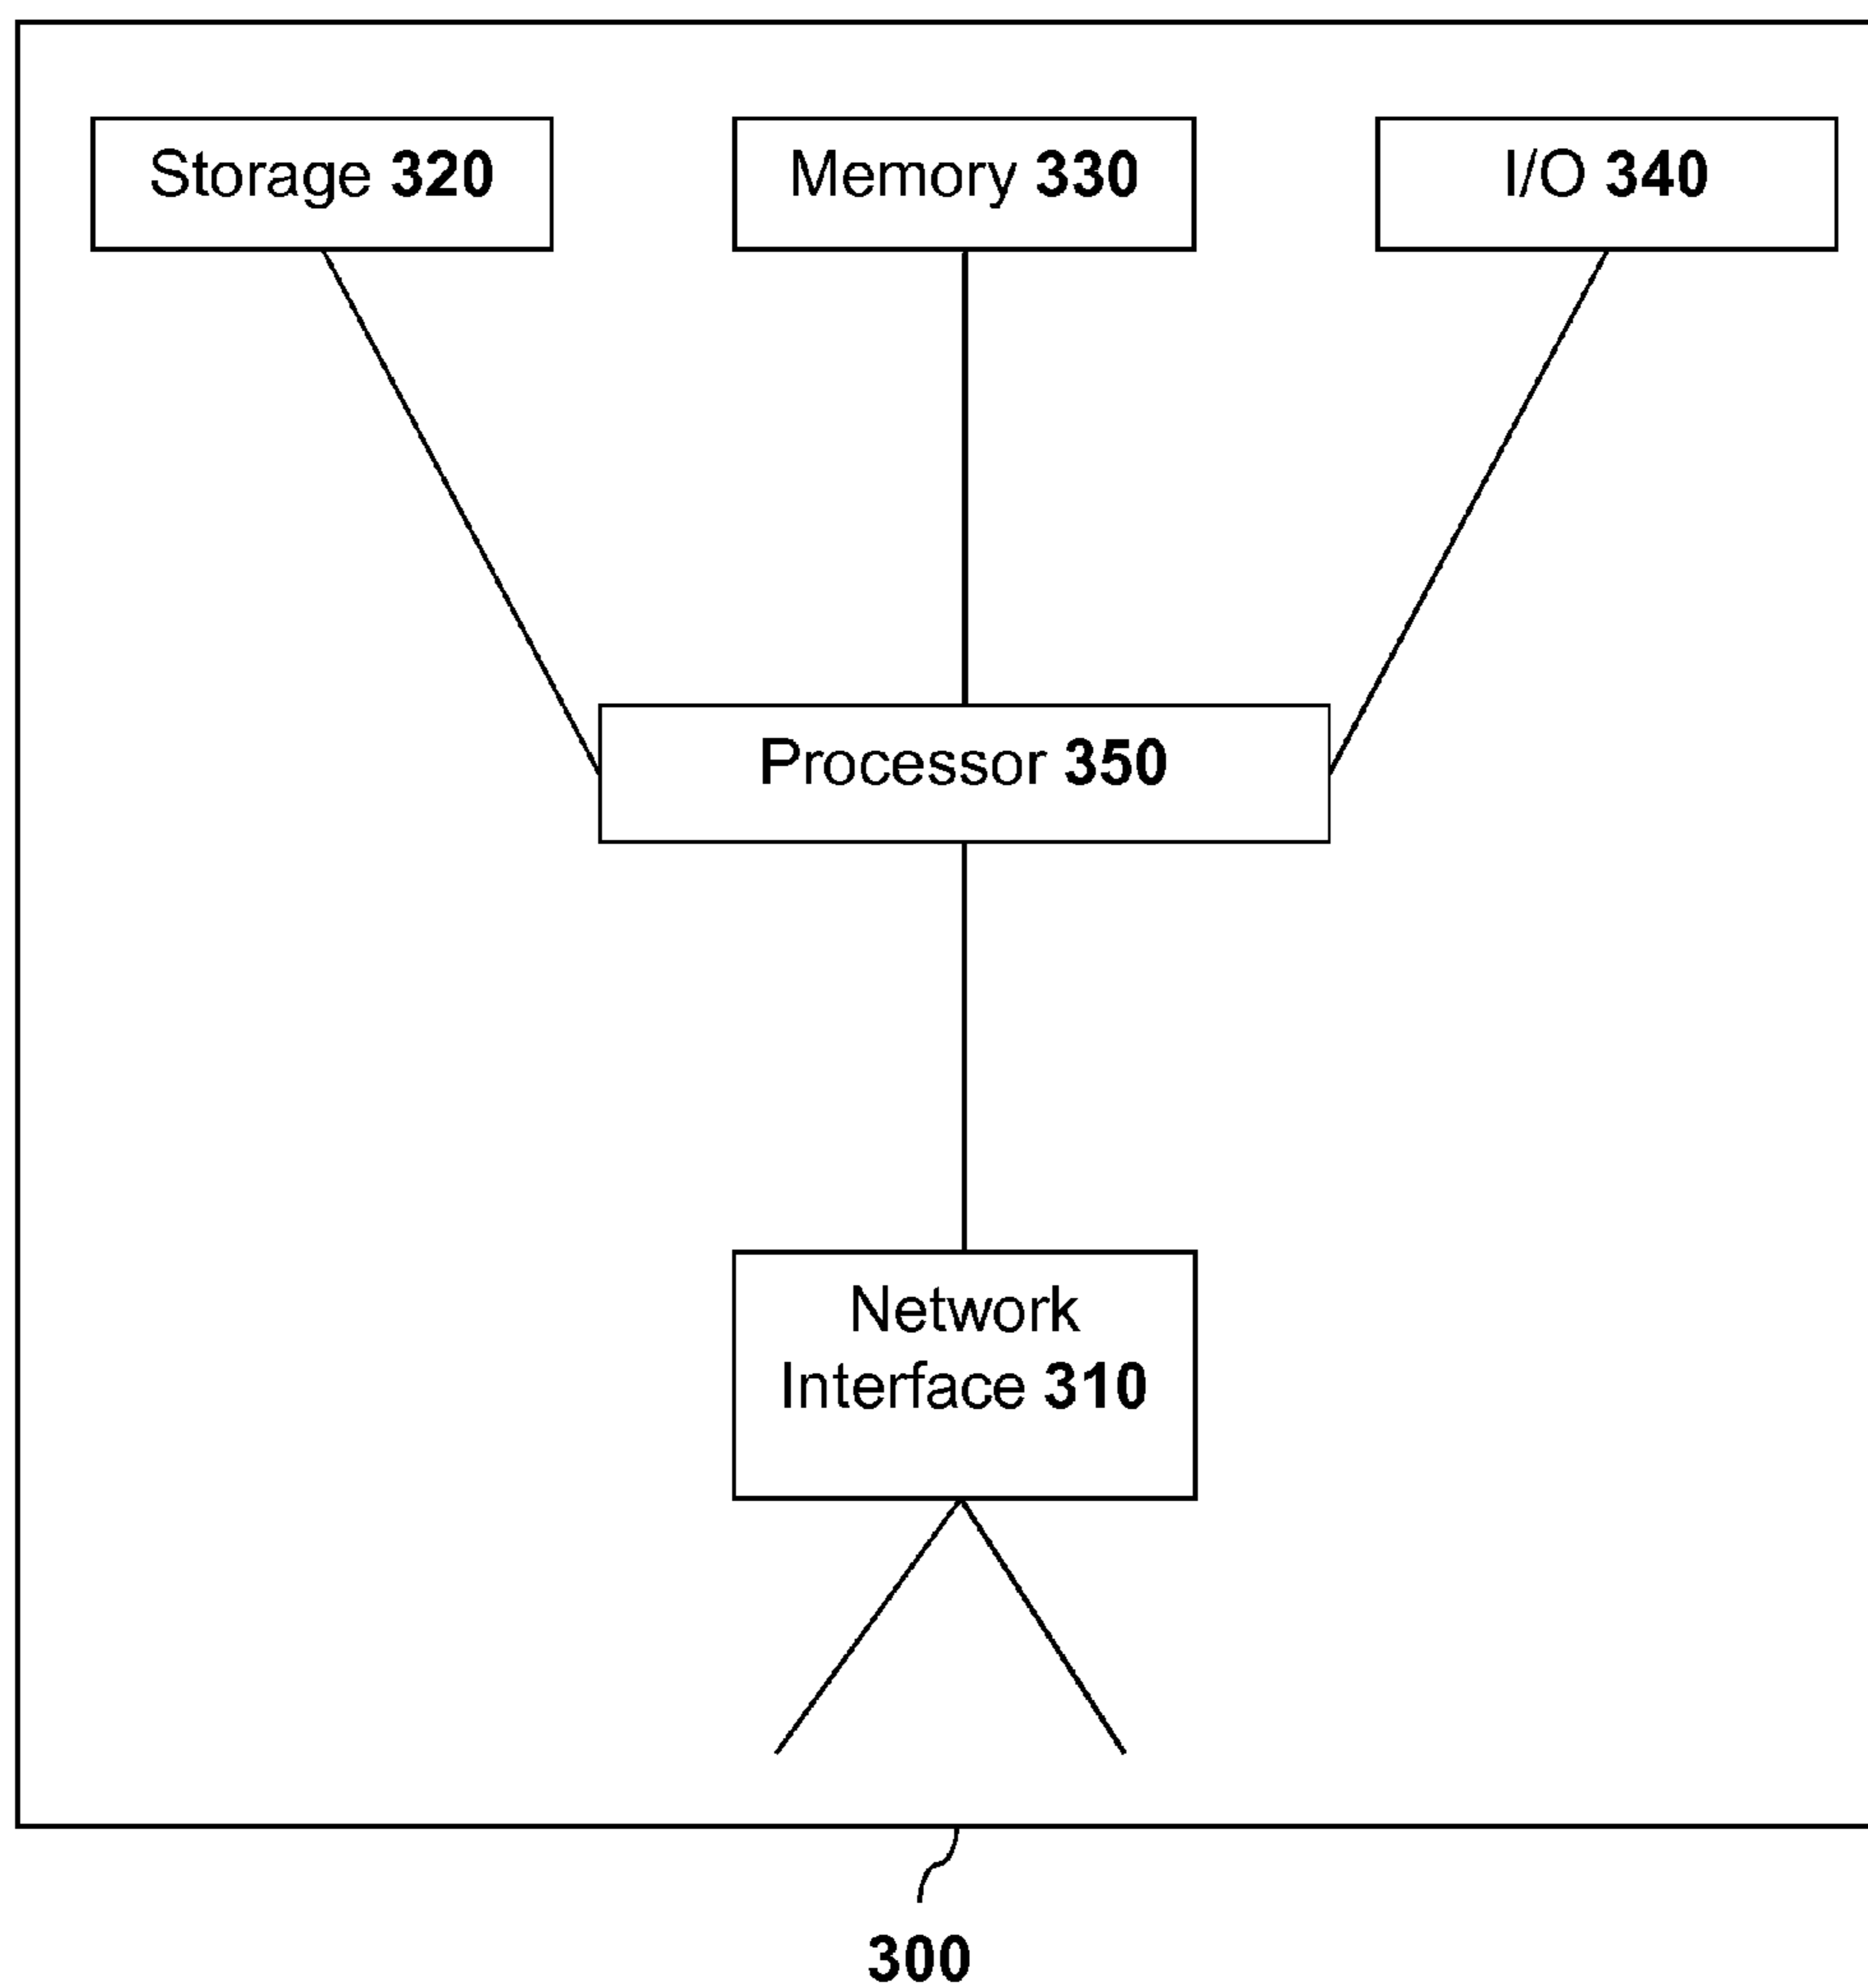 Storage 320
Memory 330
I/O 340
Processor 350
Network
Interface 310
300